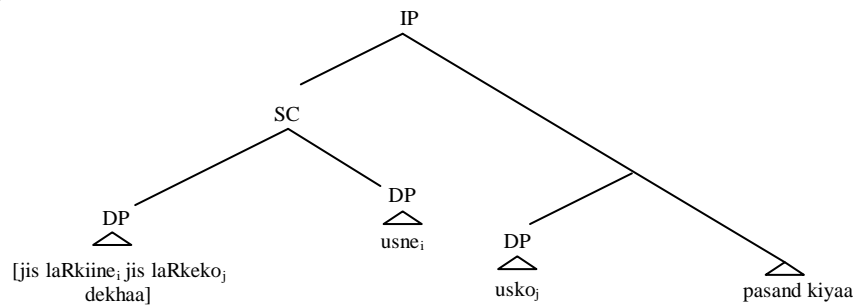 IP
SC
DP
DP
usneᵢ
DP
[jis laRkiineᵢ jis laRkekoⱼ
dekhaa]
uskoⱼ
pasand kiyaa